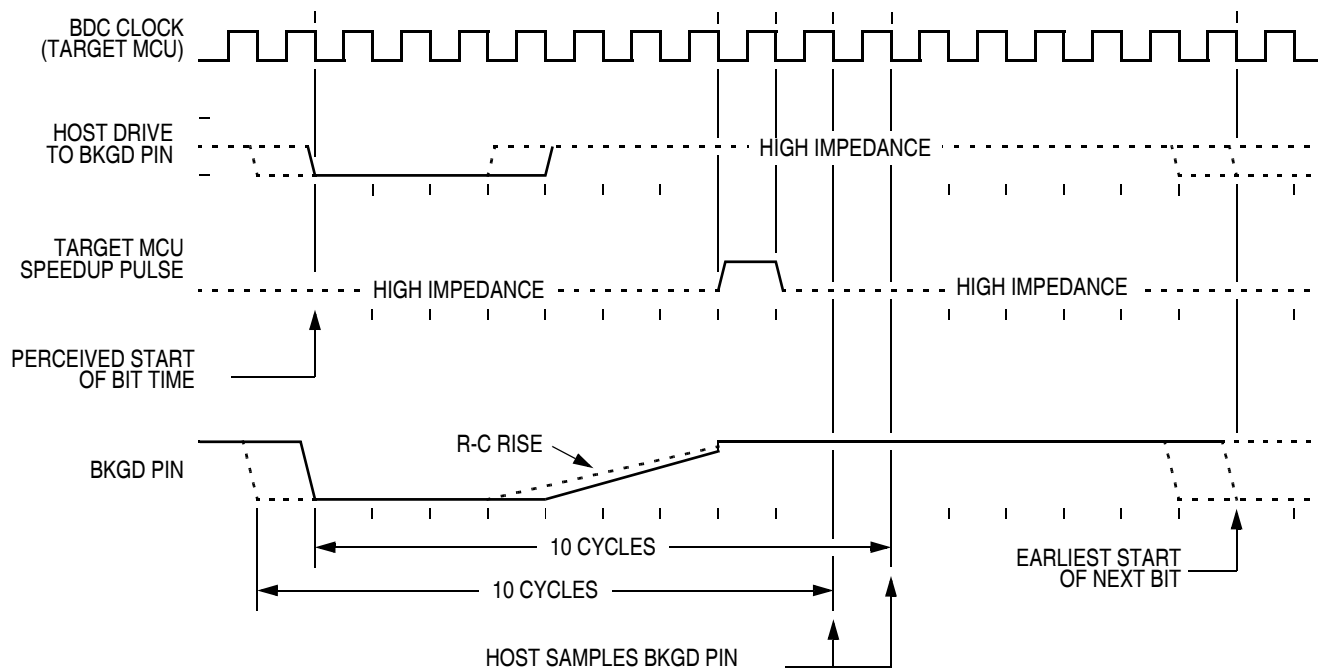 BDC CLOCK
(TARGET MCU)
HOST DRIVE
TO BKGD PIN
HIGH IMPEDANCE
TARGET MCU
SPEEDUP PULSE
HIGH IMPEDANCE
HIGH IMPEDANCE
PERCEIVED START
OF BIT TIME
R-C RISE
BKGD PIN
10 CYCLES
EARLIEST START
OF NEXT BIT
10 CYCLES
HOST SAMPLES BKGD PIN